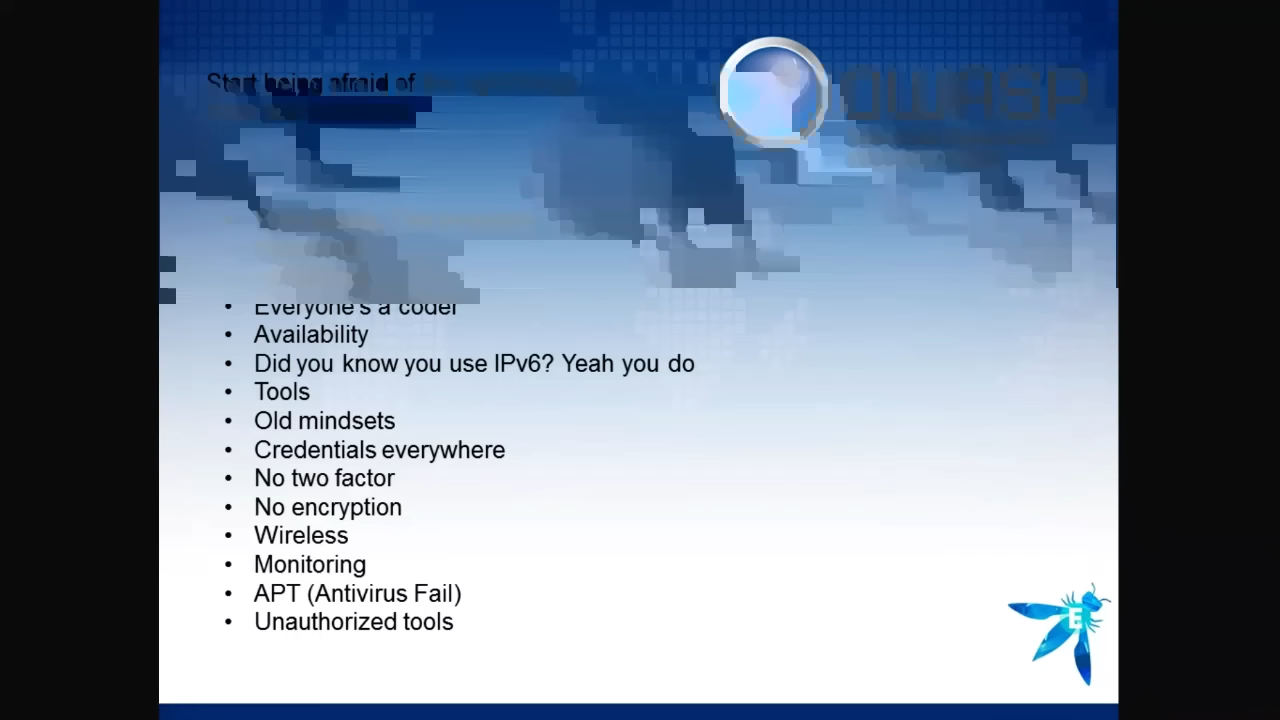 Start being afraid of
OWASP
• Everyone's a coder
• Availability
• Did you know you use IPv6? Yeah you do
• Tools
• Old mindsets
• Credentials everywhere
• No two factor
• No encryption
• Wireless
• Monitoring
• APT (Antivirus Fail)
• Unauthorized tools
E